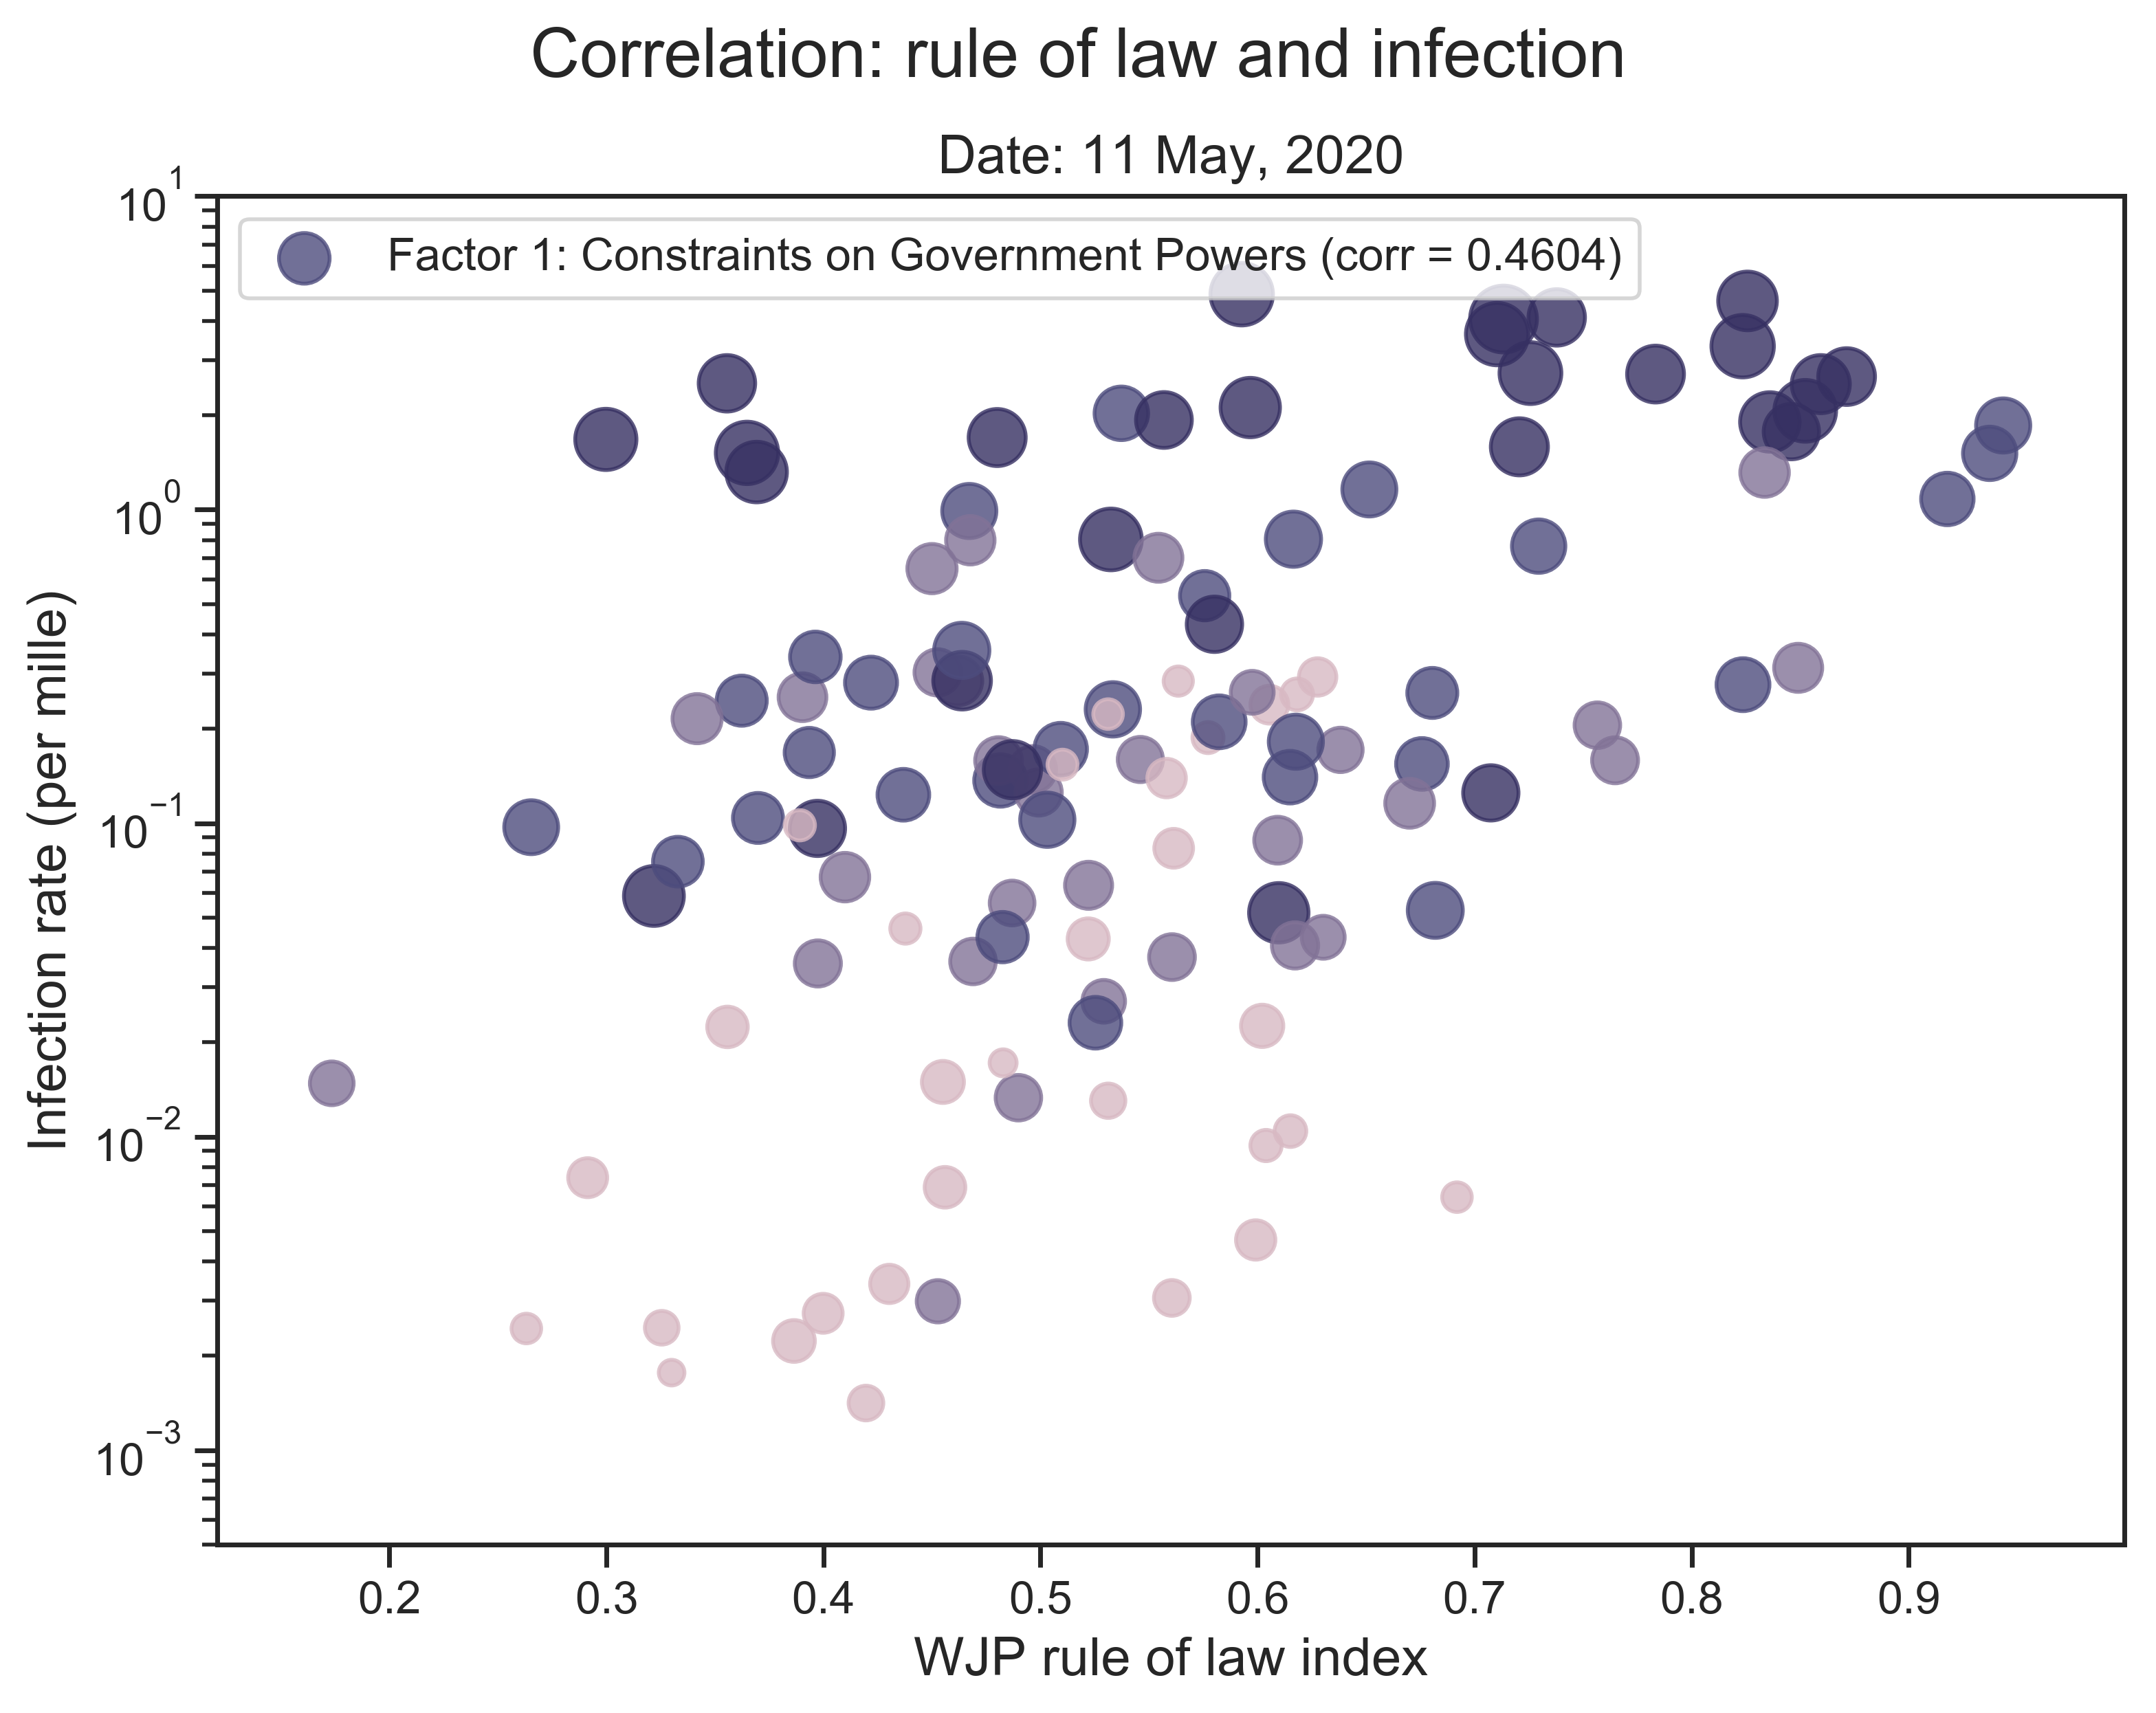 Correlation: rule of law and infection
Date: 11 May, 2020
Factor 1: Constraints on Government Powers (corr = 0.4604)
Infection rate (per mille)
10^1
10^0
10^−1
10^−2
10^−3
0.2 0.3 0.4 0.5 0.6 0.7 0.8 0.9
WJP rule of law index